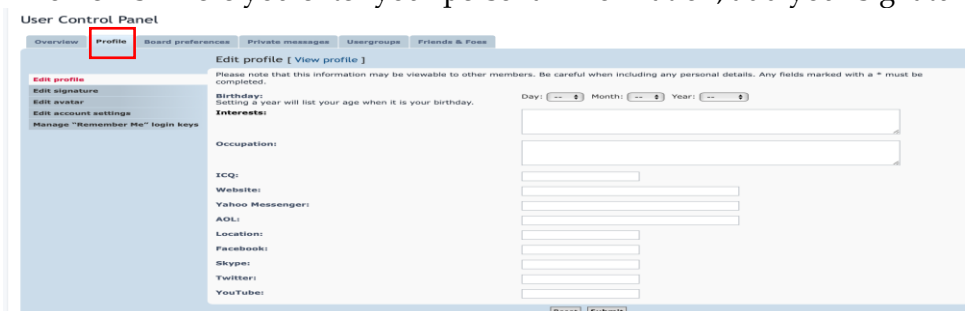 User Control Panel
Overview Profile Board preferences Private messages Usergroups Friends & Foes
Edit profile [ View profile ]
Please note that this information may be viewable to other members. Be careful when including any personal details. Any fields marked with a * must be
completed.
Edit profile
Edit signature
Edit avatar
Edit account settings
Manage "Remember Me" login keys
Birthday:
Setting a year will list your age when it is your birthday.
Day: -- Month: -- Year: --
Interests:
Occupation:
ICQ:
Website:
Yahoo Messenger:
AOL:
Location:
Facebook:
Skype:
Twitter:
YouTube:
Reset Submit